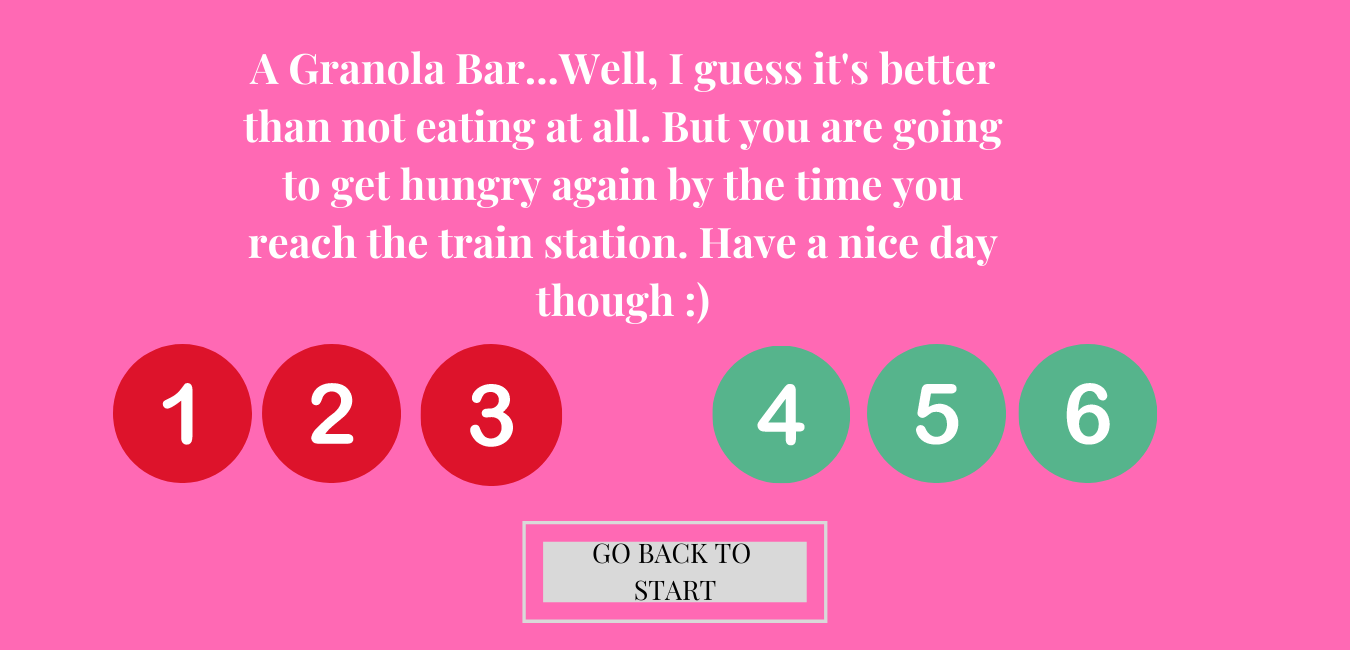 A Granola Bar...Well, I guess it's better
than not eating at all. But you are going
to get hungry again by the time you
reach the train station. Have a nice day
though :)
1 2 3 4 5 6
GO BACK TO
START